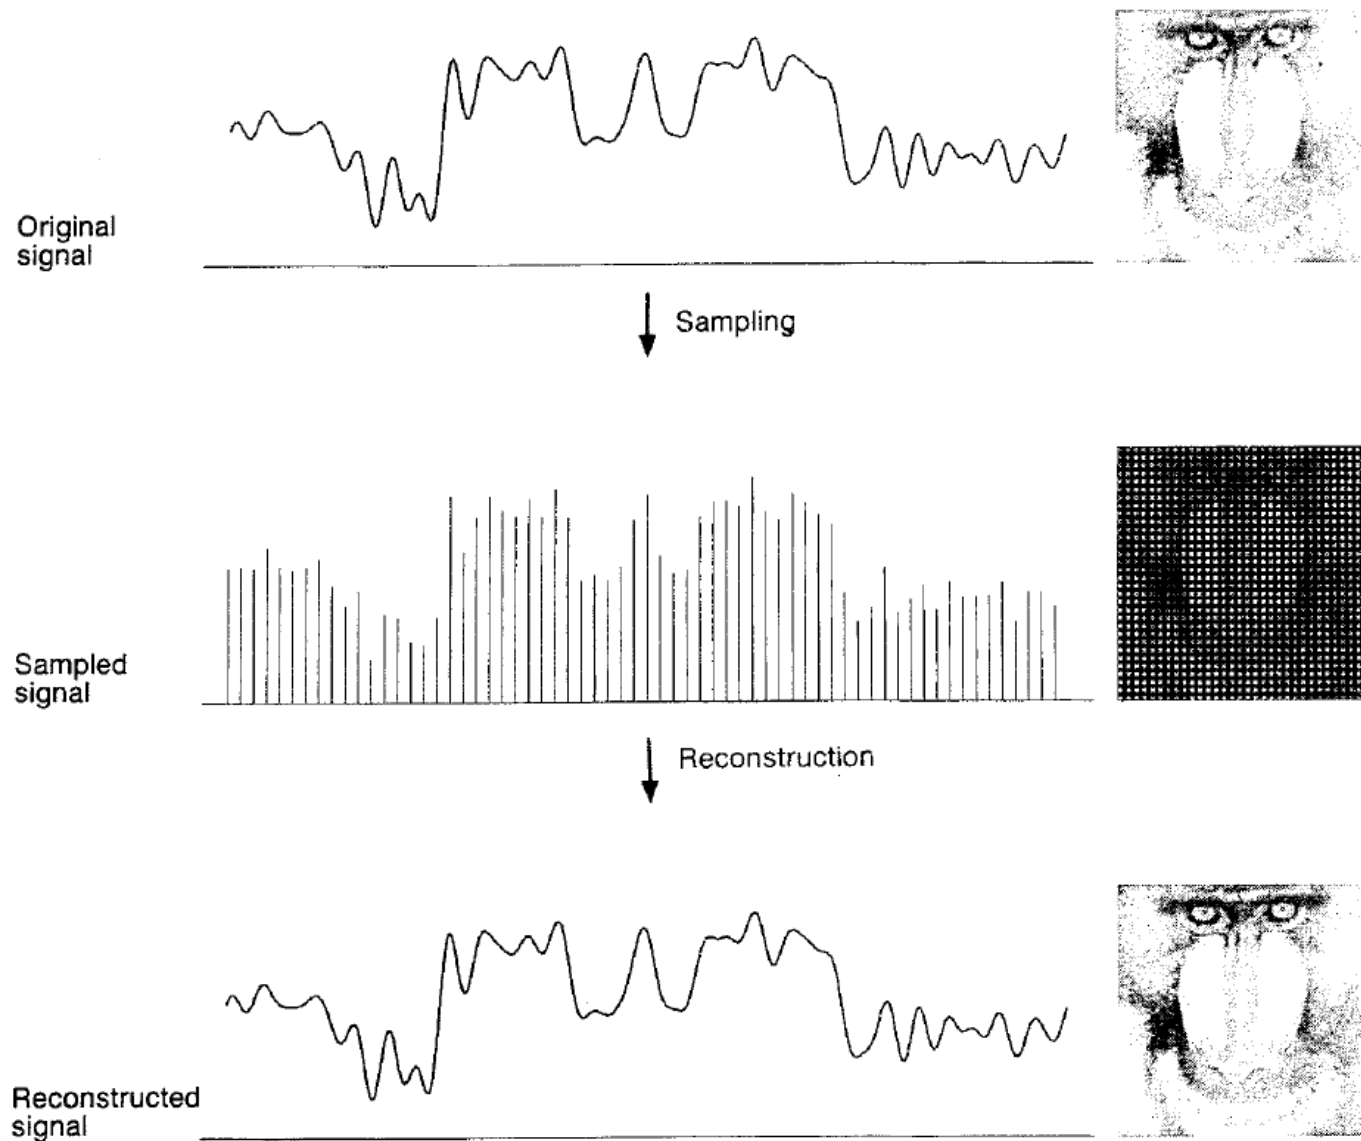 Original
signal
Sampling
Sampled
signal
Reconstruction
Reconstructed
signal